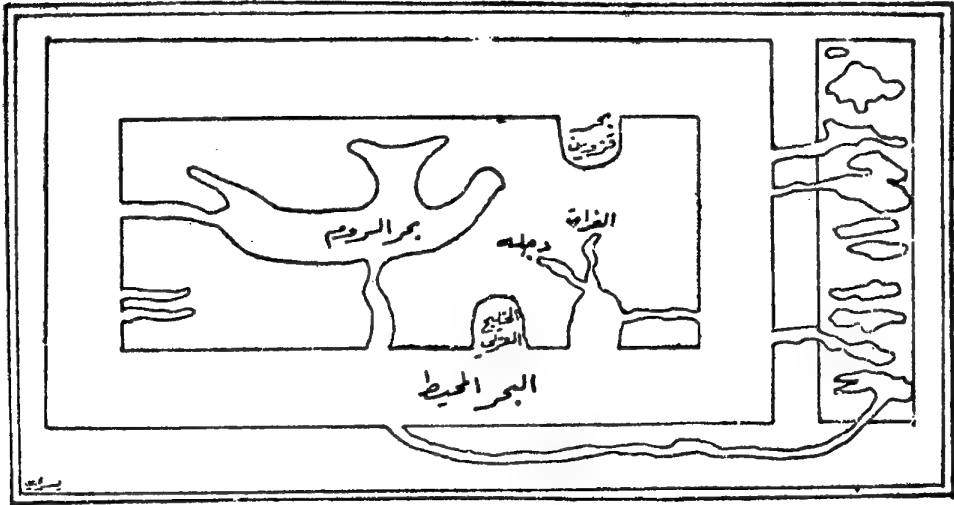 بحر
قزوين
الفرات
بحر الروم
دجله
الخليج
العربي
البحر المحيط